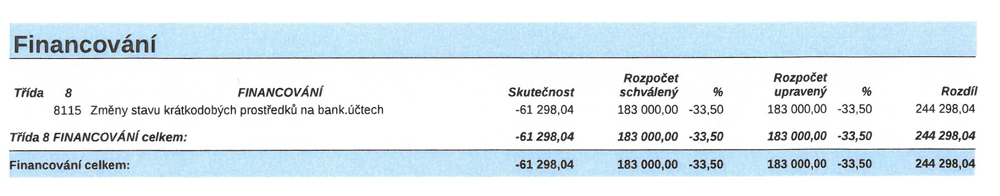 Financování
Rozpočet Rozpočet
Třída 8 FINANCOVÁNÍ Skutečnost schválený % upravený % Rozdíl
8115 Změny stavu krátkodobých prostředků na bank.účtech -61 298,04 183 000,00 -33,50 183 000,00 -33,50 244 298,04
Třída 8 FINANCOVÁNÍ celkem: -61 298,04 183 000,00 -33,50 183 000,00 -33,50 244 298,04
Financování celkem: -61 298,04 183 000,00 -33,50 183 000,00 -33,50 244 298,04